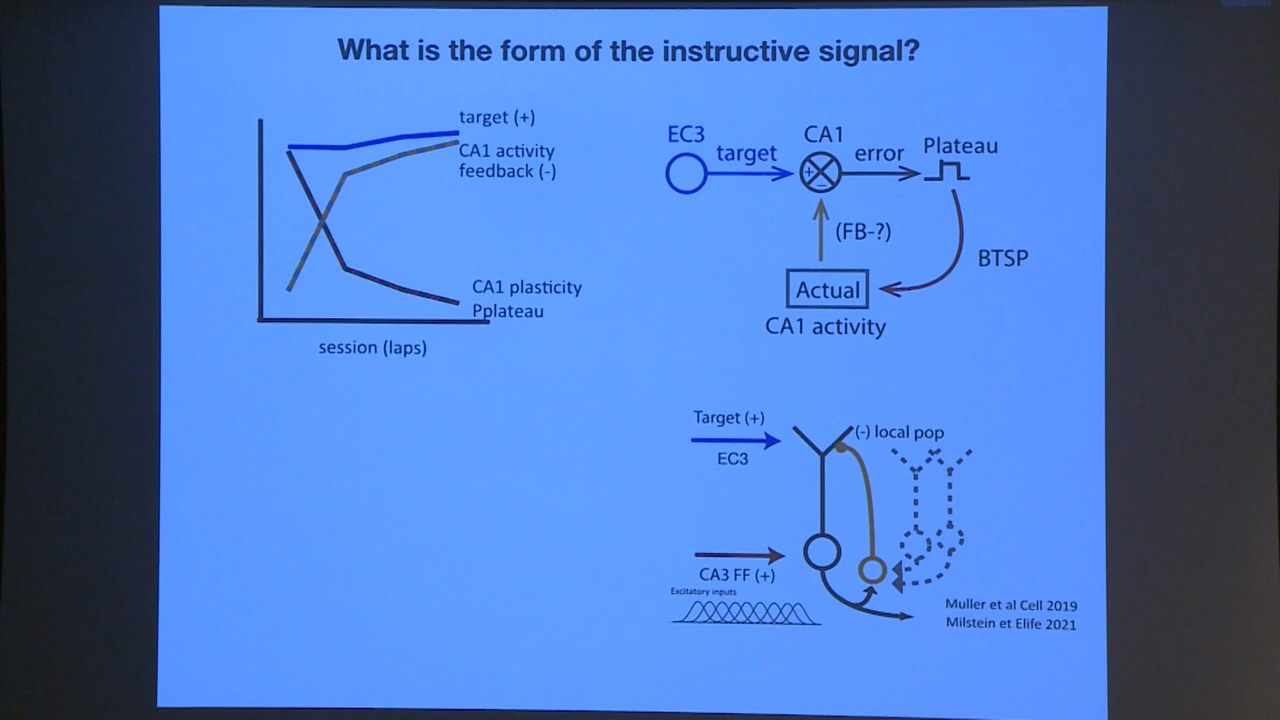 What is the form of the instructive signal?
target (+)
CA1 activity
feedback (-)
CA1 plasticity
Pplateau
session (laps)
EC3
target
CA1
+
−
error
Plateau
(FB-?)
BTSP
Actual
CA1 activity
Target (+)
EC3
(-) local pop
CA3 FF (+)
Excitatory inputs
Muller et al Cell 2019
Milstein et Elife 2021